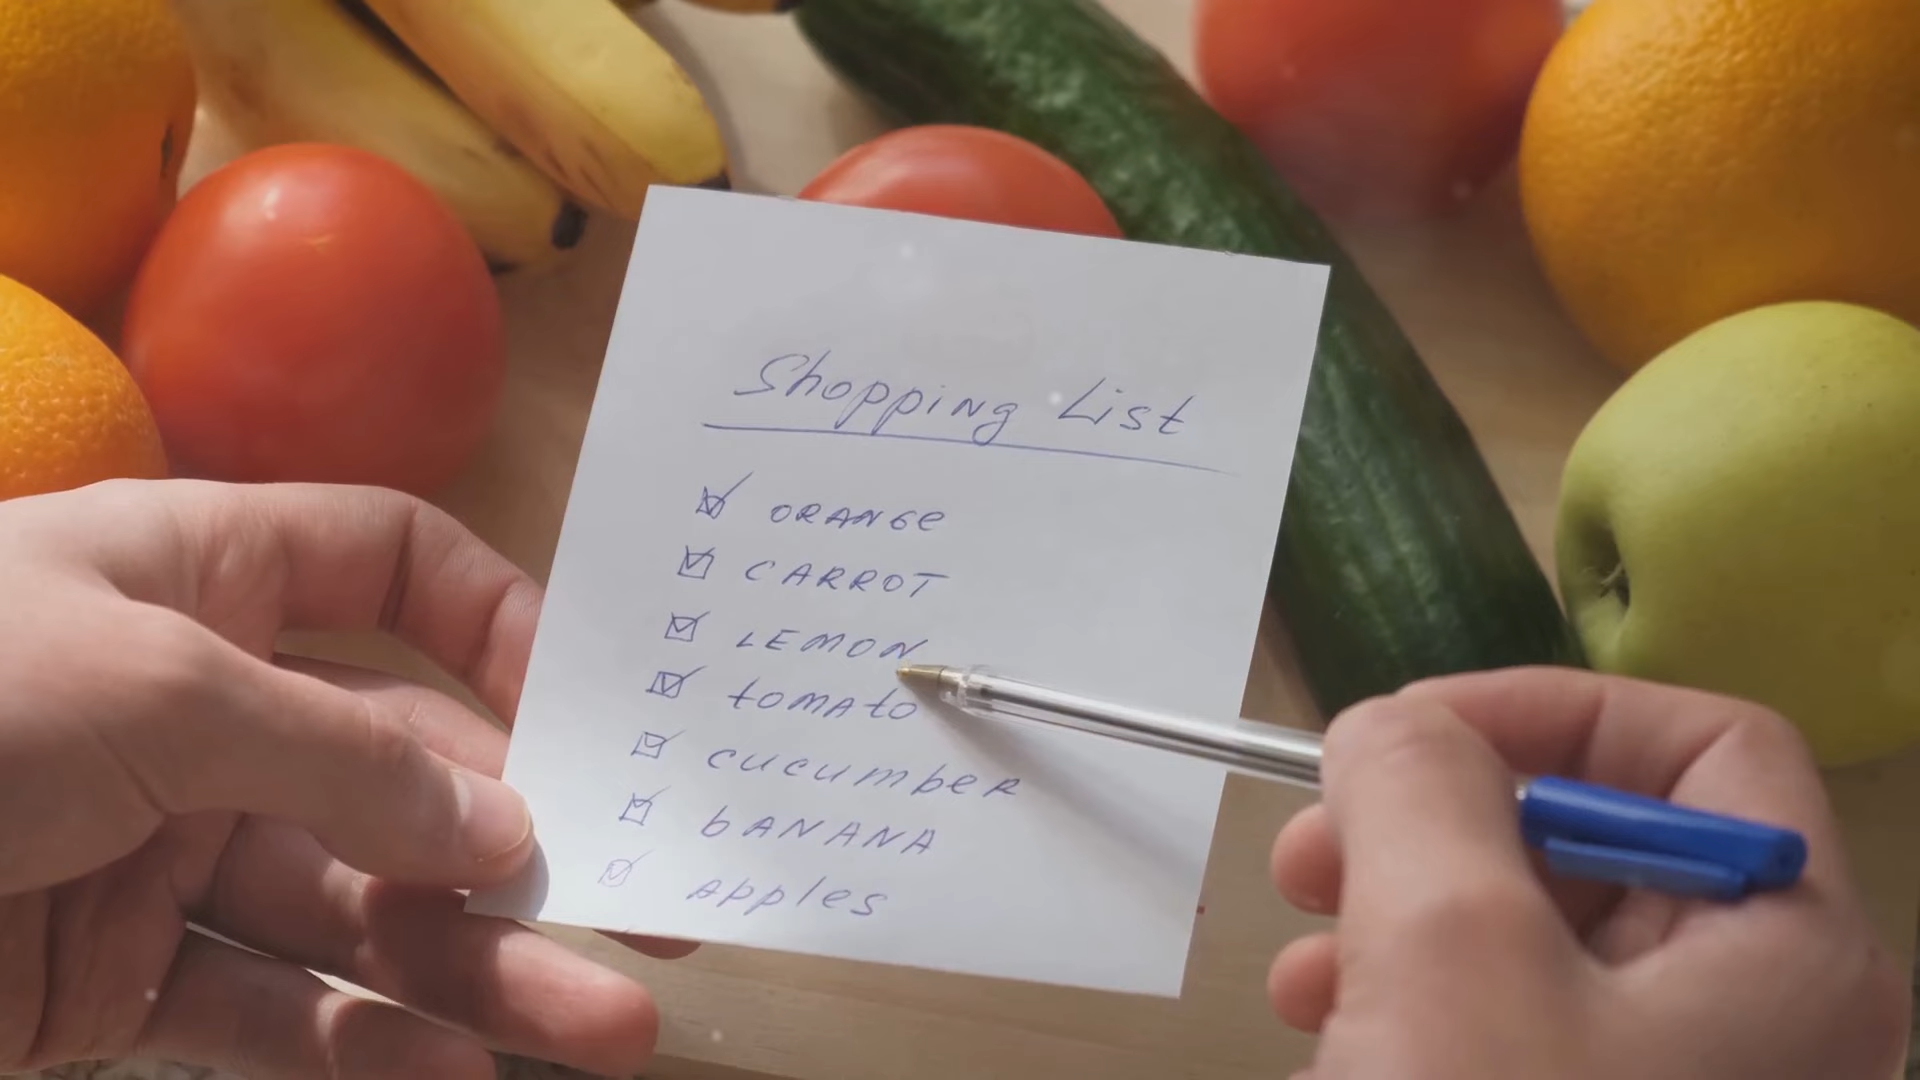 Shopping List
ORANGe
CARROT
LEMON
tomAto
cucumbeR
bANANA
Apples